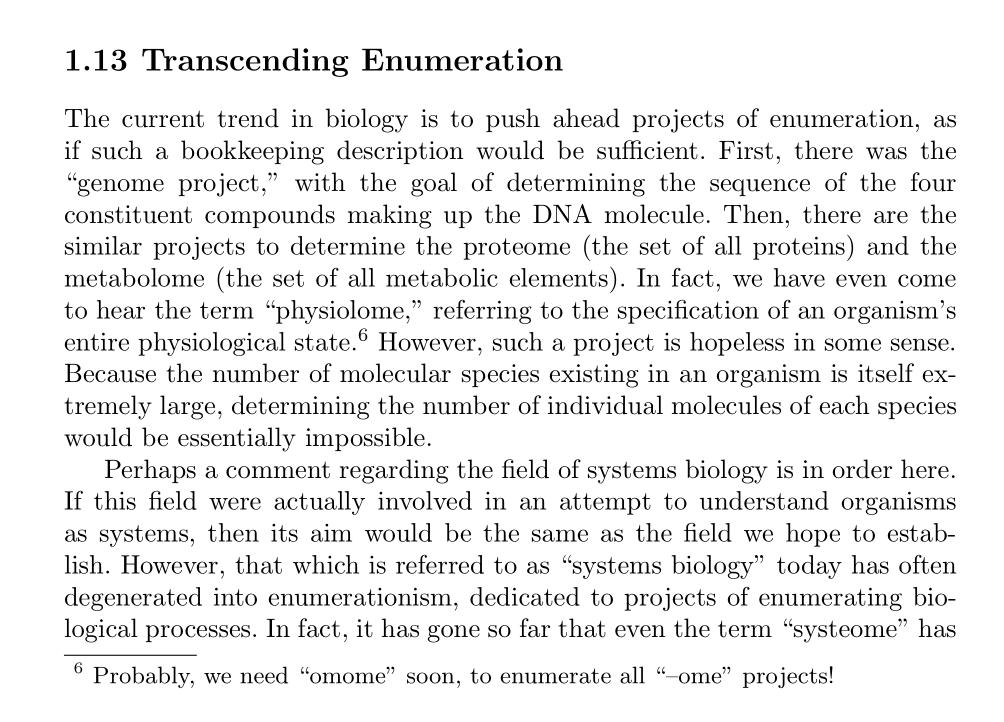 1.13 Transcending Enumeration
The current trend in biology is to push ahead projects of enumeration, as
if such a bookkeeping description would be sufficient. First, there was the
“genome project,” with the goal of determining the sequence of the four
constituent compounds making up the DNA molecule. Then, there are the
similar projects to determine the proteome (the set of all proteins) and the
metabolome (the set of all metabolic elements). In fact, we have even come
to hear the term “physiolome,” referring to the specification of an organism’s
entire physiological state.⁶ However, such a project is hopeless in some sense.
Because the number of molecular species existing in an organism is itself ex-
tremely large, determining the number of individual molecules of each species
would be essentially impossible.
Perhaps a comment regarding the field of systems biology is in order here.
If this field were actually involved in an attempt to understand organisms
as systems, then its aim would be the same as the field we hope to estab-
lish. However, that which is referred to as “systems biology” today has often
degenerated into enumerationism, dedicated to projects of enumerating bio-
logical processes. In fact, it has gone so far that even the term “systeome” has
⁶ Probably, we need “omome” soon, to enumerate all “–ome” projects!